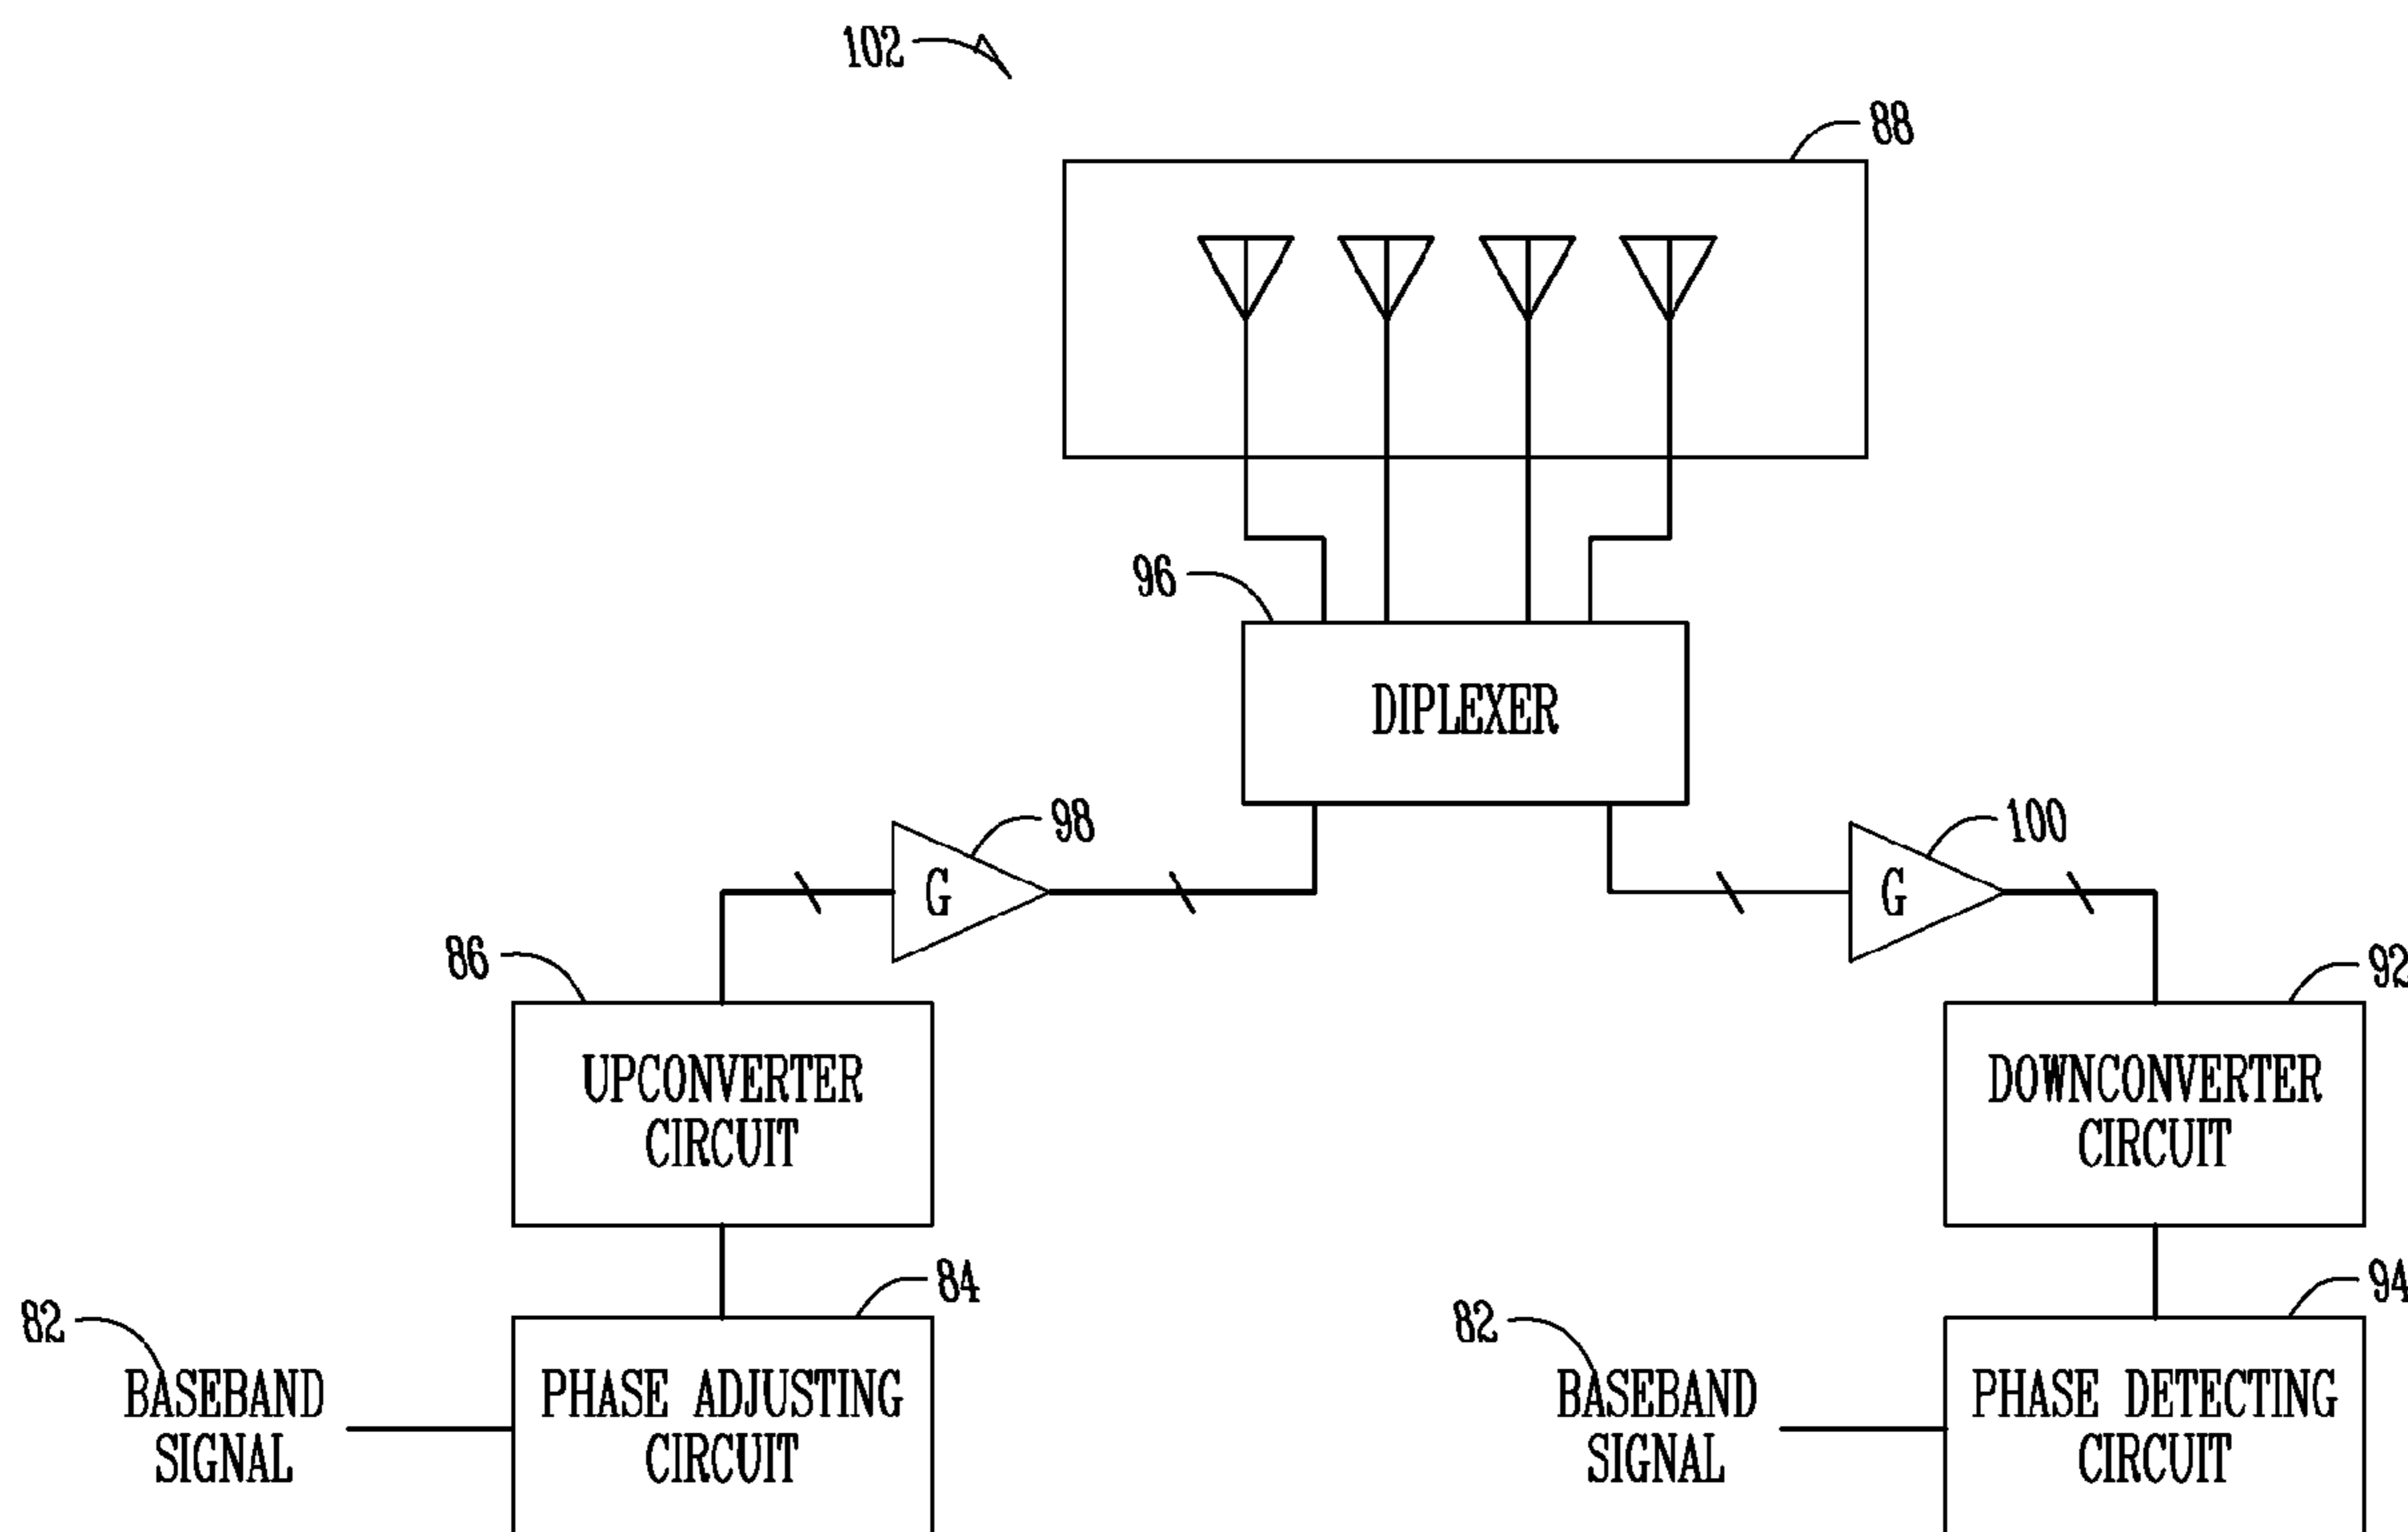 102
88
96
DIPLEXER
98
G
100
G
86
92
UPCONVERTER
CIRCUIT
DOWNCONVERTER
CIRCUIT
84
94
82
BASEBAND
SIGNAL
PHASE ADJUSTING
CIRCUIT
82
BASEBAND
SIGNAL
PHASE DETECTING
CIRCUIT